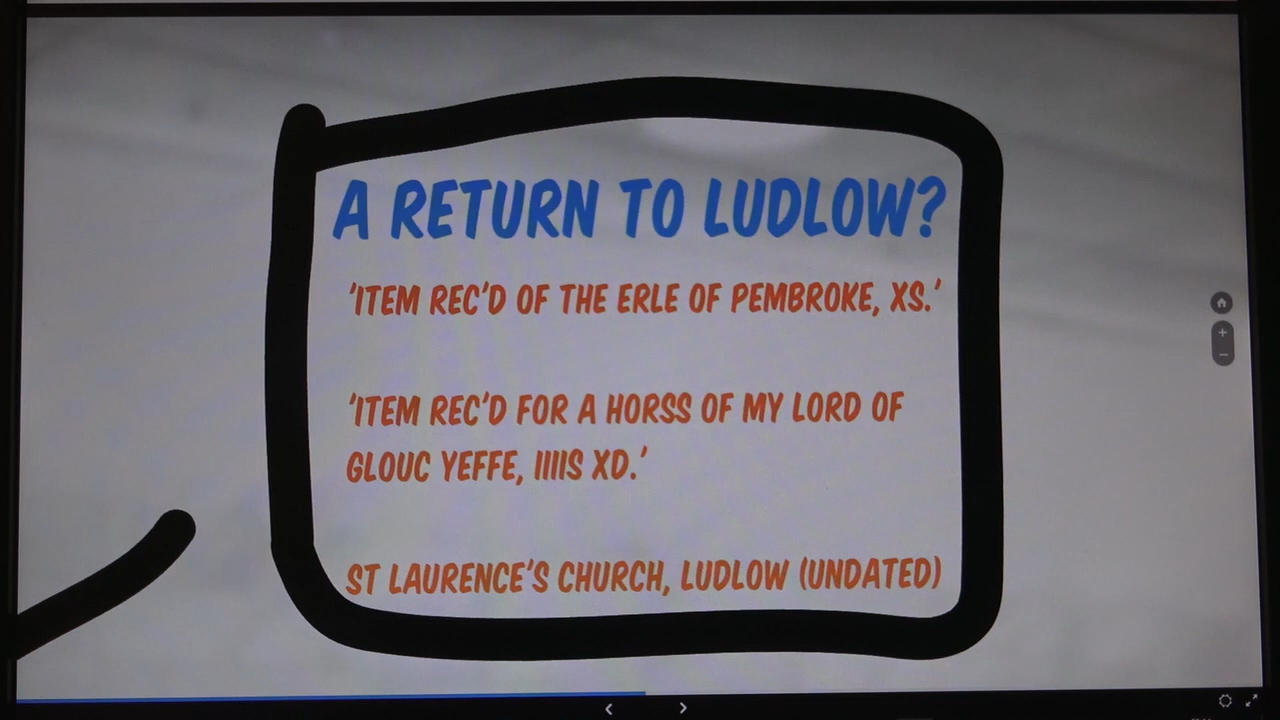 A RETURN TO LUDLOW?
'ITEM REC'D OF THE ERLE OF PEMBROKE, XS.'
'ITEM REC'D FOR A HORSS OF MY LORD OF
GLOUC YEFFE, IIIIS XD.'
ST LAURENCE'S CHURCH, LUDLOW (UNDATED)